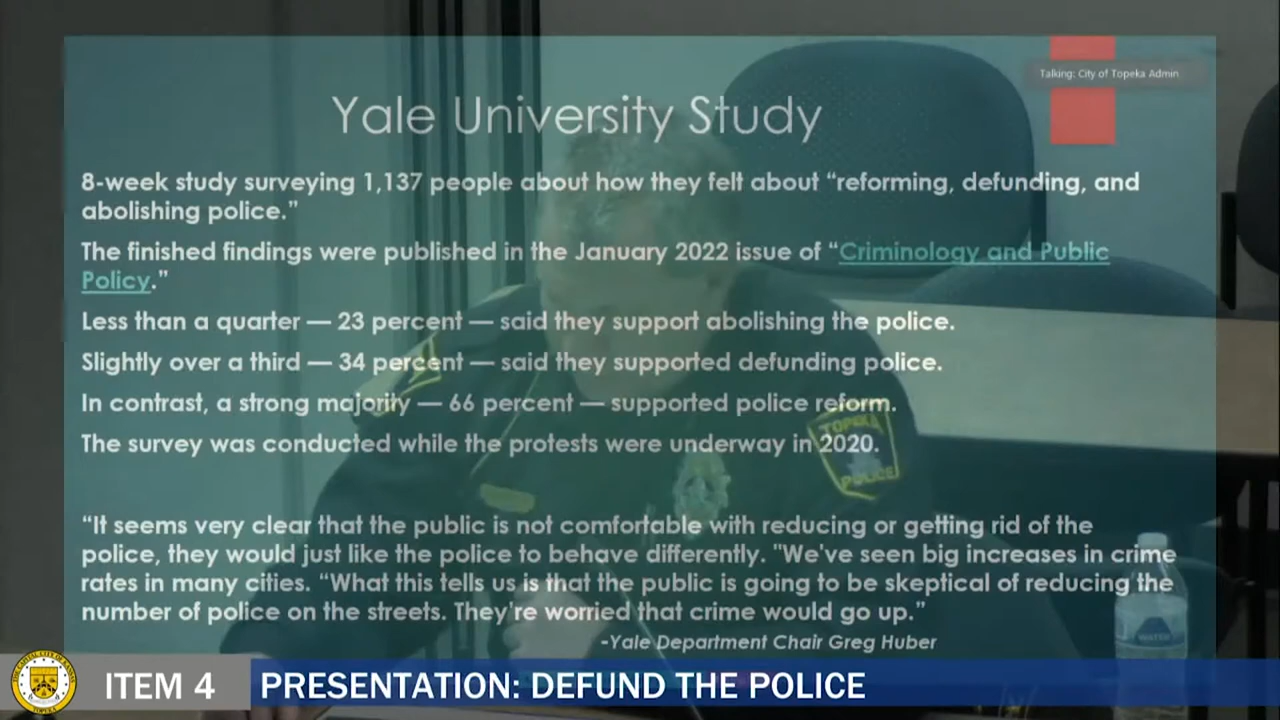 Talking: City of Topeka Admin
Yale University Study
8-week study surveying 1,137 people about how they felt about “reforming, defunding, and
abolishing police.”
The finished findings were published in the January 2022 issue of “Criminology and Public
Policy.”
Less than a quarter — 23 percent — said they support abolishing the police.
Slightly over a third — 34 percent — said they supported defunding police.
In contrast, a strong majority — 66 percent — supported police reform.
The survey was conducted while the protests were underway in 2020.
TOPEKA
POLICE
“It seems very clear that the public is not comfortable with reducing or getting rid of the
police, they would just like the police to behave differently. "We've seen big increases in crime
rates in many cities. “What this tells us is that the public is going to be skeptical of reducing the
number of police on the streets. They're worried that crime would go up.”
-Yale Department Chair Greg Huber
WATER
ITEM 4
PRESENTATION: DEFUND THE POLICE